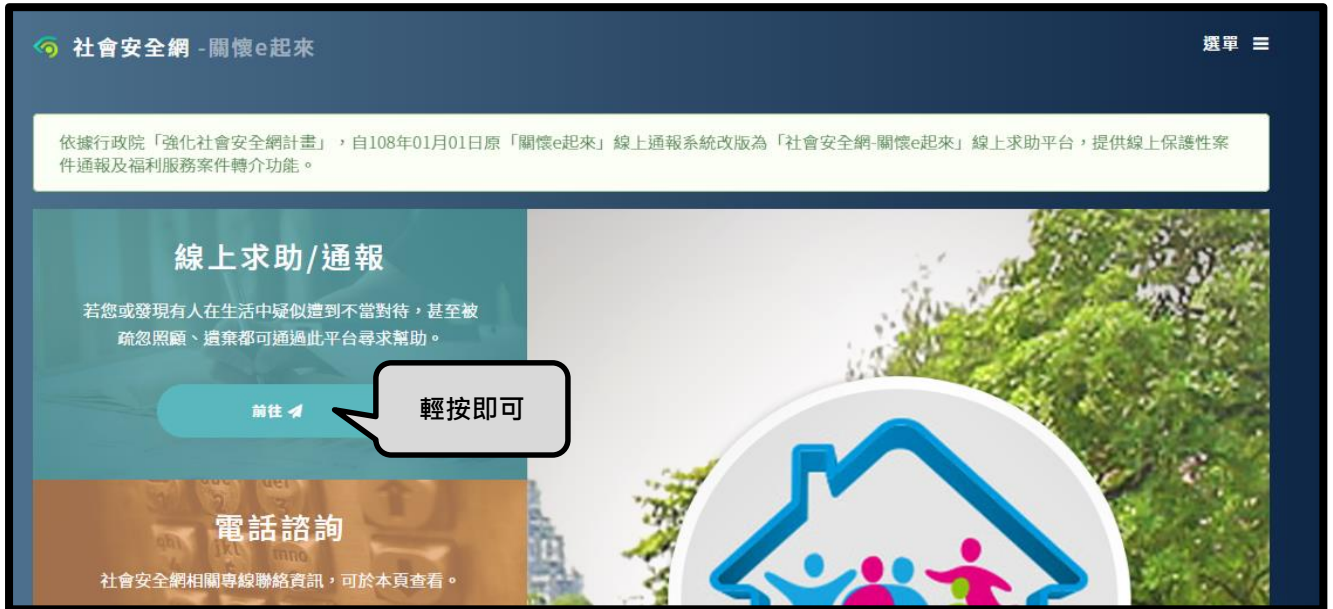 社會安全網 -關懷e起來
選單
依據行政院「強化社會安全網計畫」，自108年01月01日原「關懷e起來」線上通報系統改版為「社會安全網-關懷e起來」線上求助平台，提供線上保護性案
件通報及福利服務案件轉介功能。
線上求助/通報
若您或發現有人在生活中疑似遭到不當對待，甚至被
疏忽照顧、遺棄都可通過此平台尋求幫助。
前往
輕按即可
電話諮詢
社會安全網相關專線聯絡資訊，可於本頁查看。